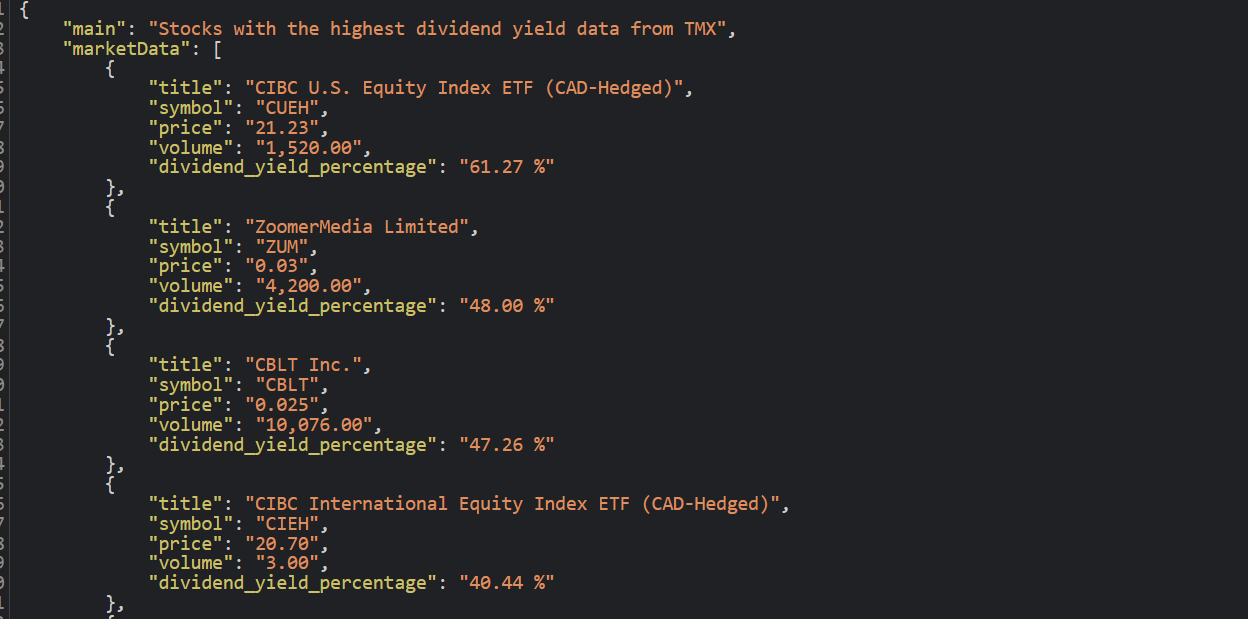 {
"main": "Stocks with the highest dividend yield data from TMX",
"marketData": [
{
"title": "CIBC U.S. Equity Index ETF (CAD-Hedged)",
"symbol": "CUEH",
"price": "21.23",
"volume": "1,520.00",
"dividend_yield_percentage": "61.27 %"
},
{
"title": "ZoomerMedia Limited",
"symbol": "ZUM",
"price": "0.03",
"volume": "4,200.00",
"dividend_yield_percentage": "48.00 %"
},
{
"title": "CBLT Inc.",
"symbol": "CBLT",
"price": "0.025",
"volume": "10,076.00",
"dividend_yield_percentage": "47.26 %"
},
{
"title": "CIBC International Equity Index ETF (CAD-Hedged)",
"symbol": "CIEH",
"price": "20.70",
"volume": "3.00",
"dividend_yield_percentage": "40.44 %"
},